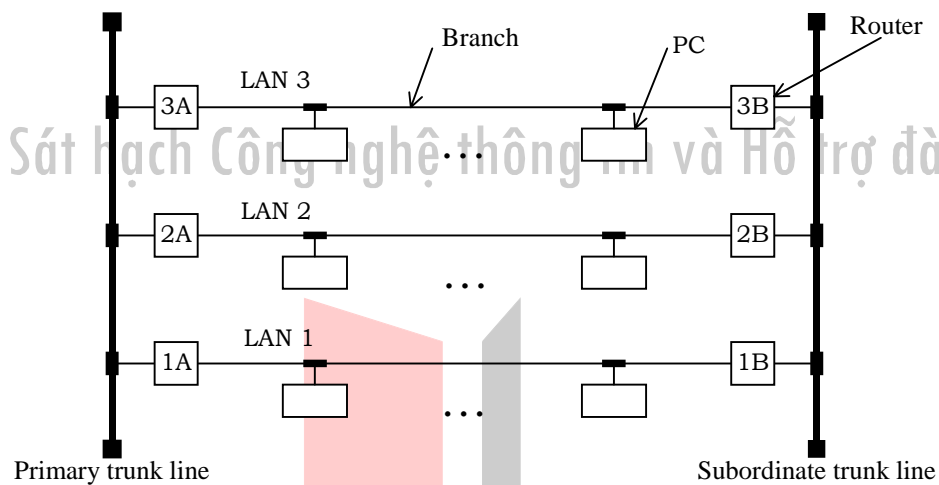 Branch
Router
PC
LAN 3
3A
3B
Sát hạch Công nghệ thông tin và Hỗ trợ đà
LAN 2
2A
2B
...
LAN 1
1A
1B
...
...
Primary trunk line
Subordinate trunk line